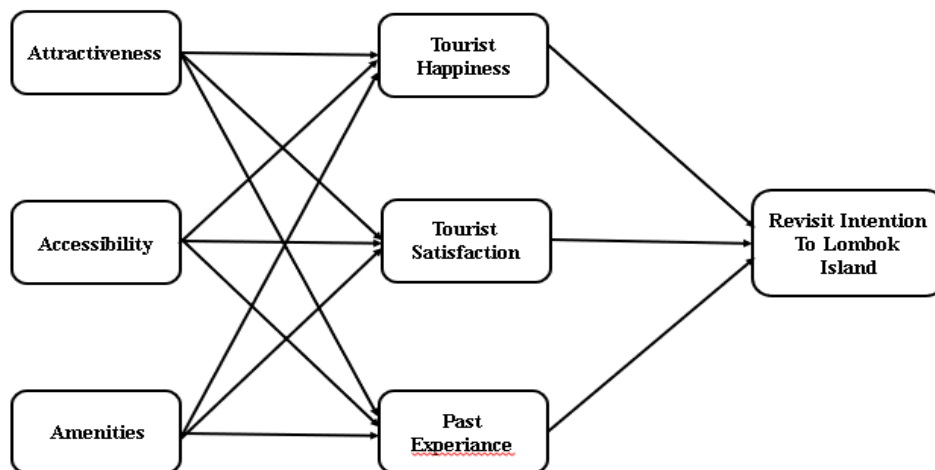 Attractiveness
Tourist
Happiness
Accessibility
Tourist
Satisfaction
Revisit Intention
To Lombok
Island
Amenities
Past
Experiance